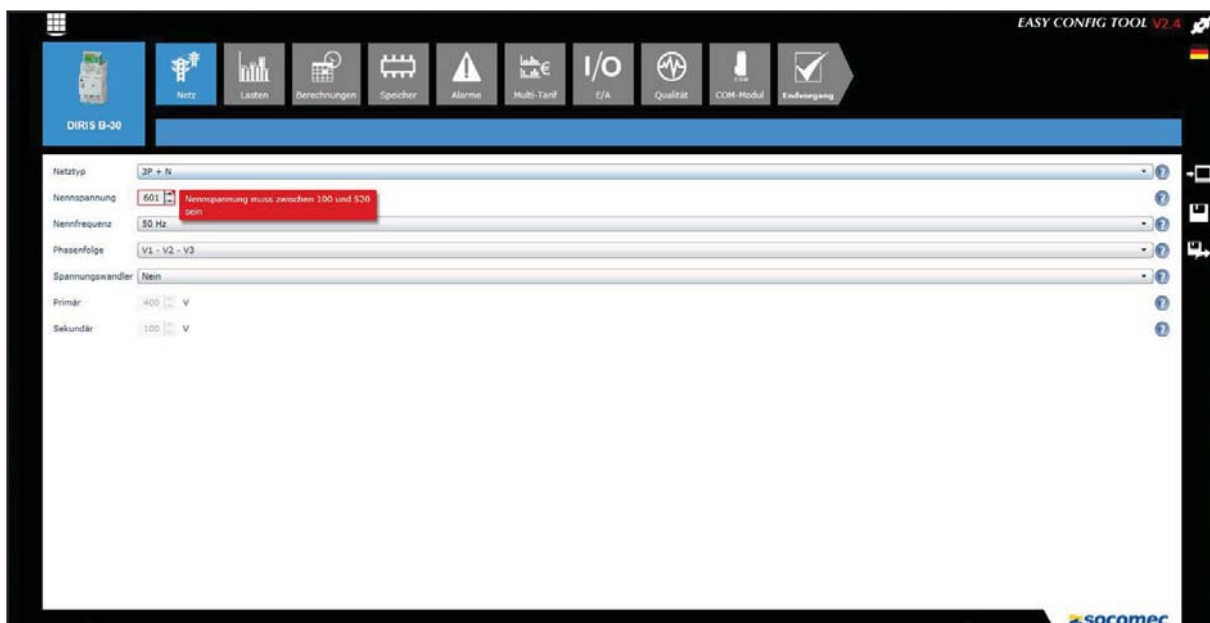 EASY CONFIG TOOL V2.4
DIRIS B-30
Netz
Lasten
Berechnungen
Speicher
Alarme
Multi-Tarif
I/O
E/A
Qualität
COM-Modul
Endvorgang
Netztyp 3P + N
Nennspannung 601 Nennspannung muss zwischen 100 und 520
sein
Nennfrequenz 50 Hz
Phasenfolge V1 - V2 - V3
Spannungswandler Nein
Primär 400 V
Sekundär 100 V
socomec